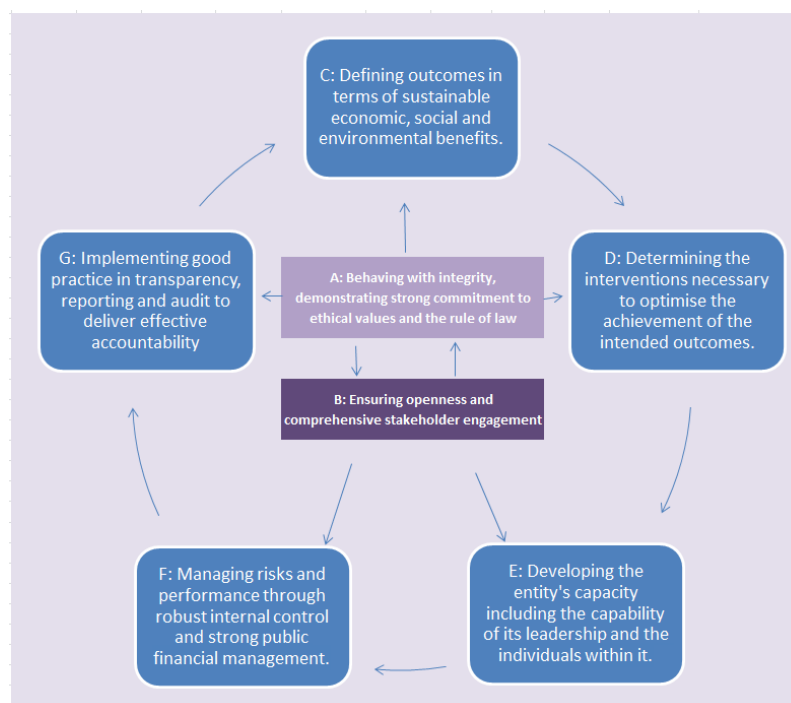 C: Defining outcomes in
terms of sustainable
economic, social and
environmental benefits.
G: Implementing good
practice in transparency,
reporting and audit to
deliver effective
accountability
A: Behaving with integrity,
demonstrating strong commitment to
ethical values and the rule of law
D: Determining the
interventions necessary
to optimise the
achievement of the
intended outcomes.
B: Ensuring openness and
comprehensive stakeholder engagement
F: Managing risks and
performance through
robust internal control
and strong public
financial management.
E: Developing the
entity's capacity
including the capability
of its leadership and the
individuals within it.